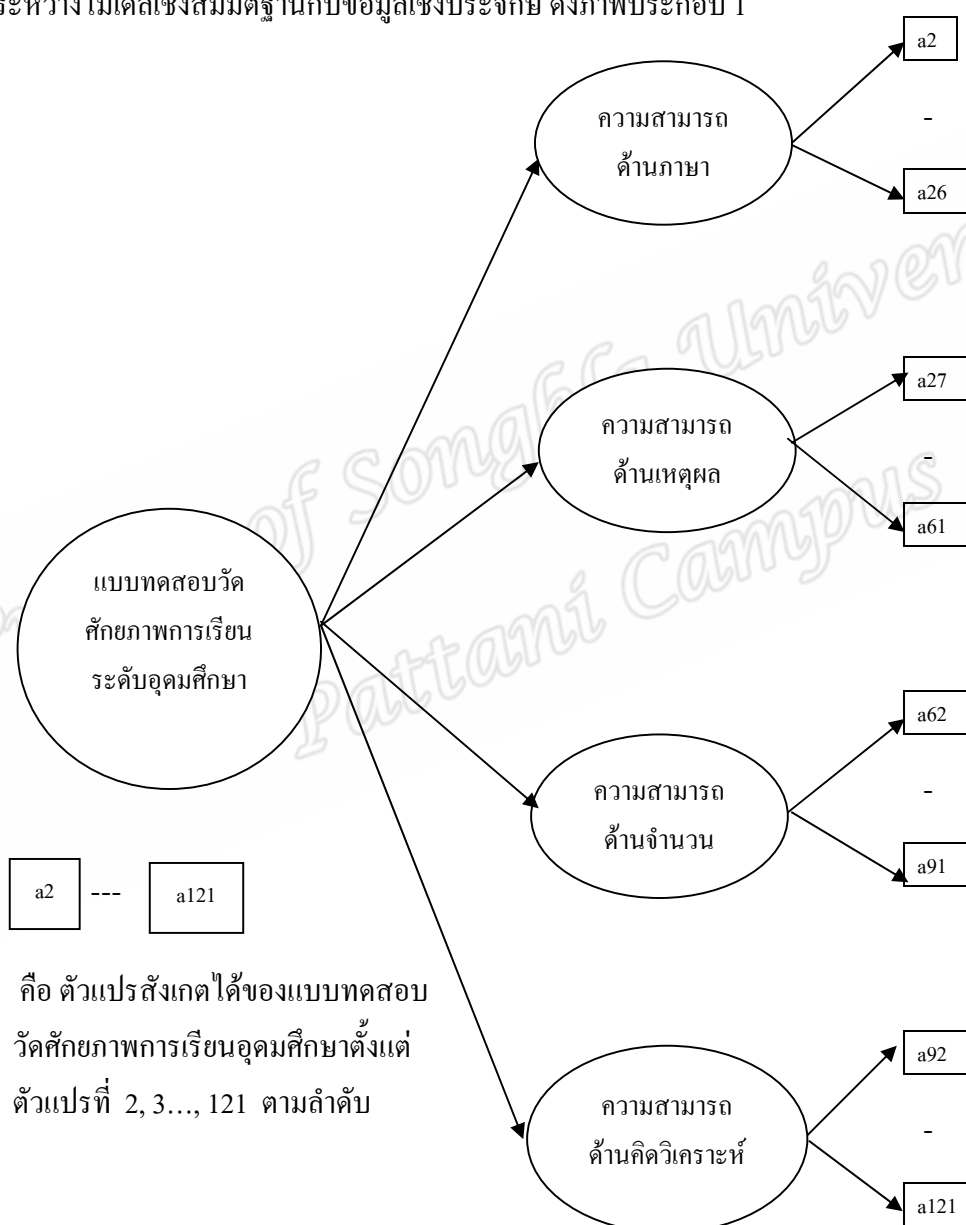 ระหว่างโมเดลเชิงสมมติฐานกับข้อมูลเชิงประจักษ์ ดังภาพประกอบ 1
a2
ความสามารถ
ด้านภาษา
-
a26
a27
ความสามารถ
ด้านเหตุผล
-
a61
แบบทดสอบวัด
ศักยภาพการเรียน
ระดับอุดมศึกษา
a62
ความสามารถ
ด้านจำนวน
-
a91
a2 --- a121
คือ ตัวแปรสังเกตได้ของแบบทดสอบ
วัดศักยภาพการเรียนอุดมศึกษาตั้งแต่
ตัวแปรที่ 2, 3…, 121 ตามลำดับ
a92
ความสามารถ
ด้านคิดวิเคราะห์
-
a121
of Songkla Univer
Pattani Campus